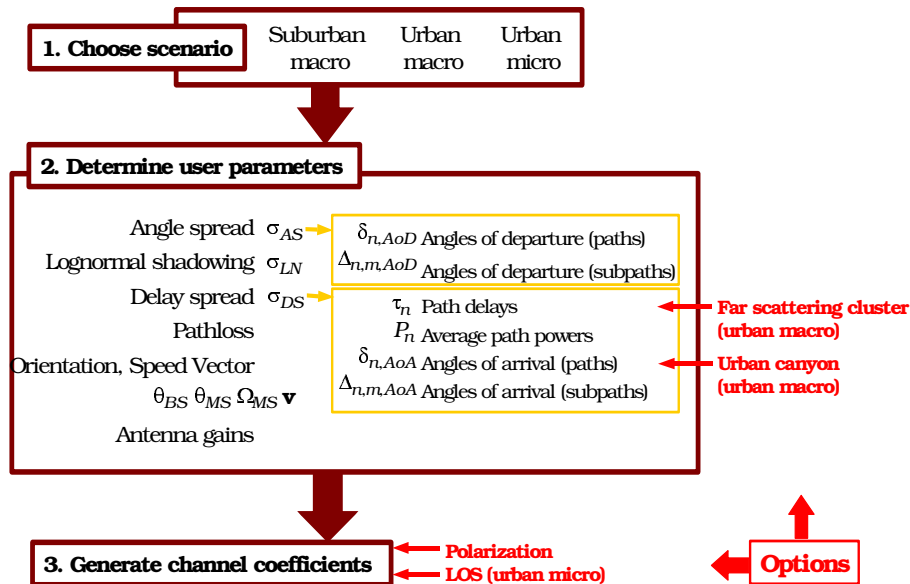 1. Choose scenario
Suburban macro
Urban macro
Urban micro
2. Determine user parameters
Angle spread σAS
δn,AoD Angles of departure (paths)
Lognormal shadowing σLN
Δn,m,AoD Angles of departure (subpaths)
Delay spread σDS
τn Path delays
Far scattering cluster
(urban macro)
Pathloss
Pn Average path powers
Orientation, Speed Vector
δn,AoA Angles of arrival (paths)
Urban canyon
(urban macro)
θBS θMS ΩMS v
Δn,m,AoA Angles of arrival (subpaths)
Antenna gains
3. Generate channel coefficients
Polarization
LOS (urban micro)
Options